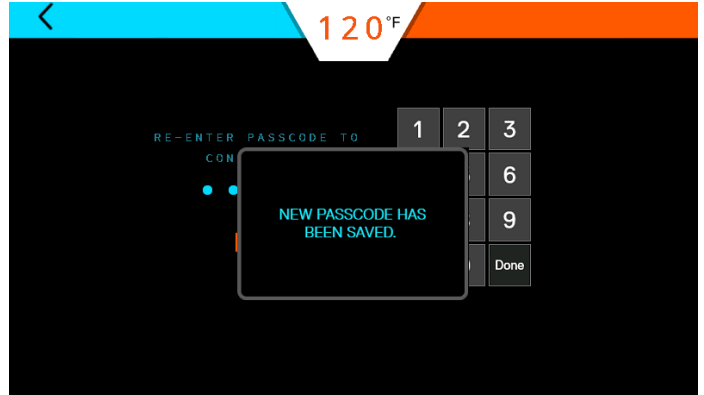 120°F
RE-ENTER PASSCODE TO
CON
1 2 3
6
NEW PASSCODE HAS
BEEN SAVED.
9
Done